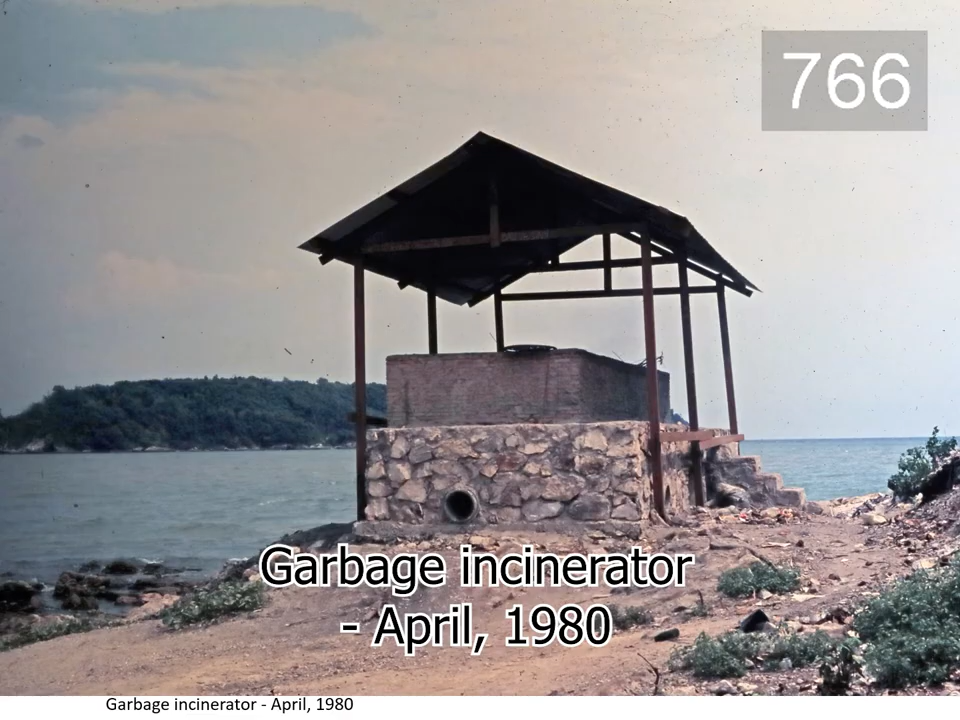 766
Garbage incinerator
- April, 1980
Garbage incinerator - April, 1980